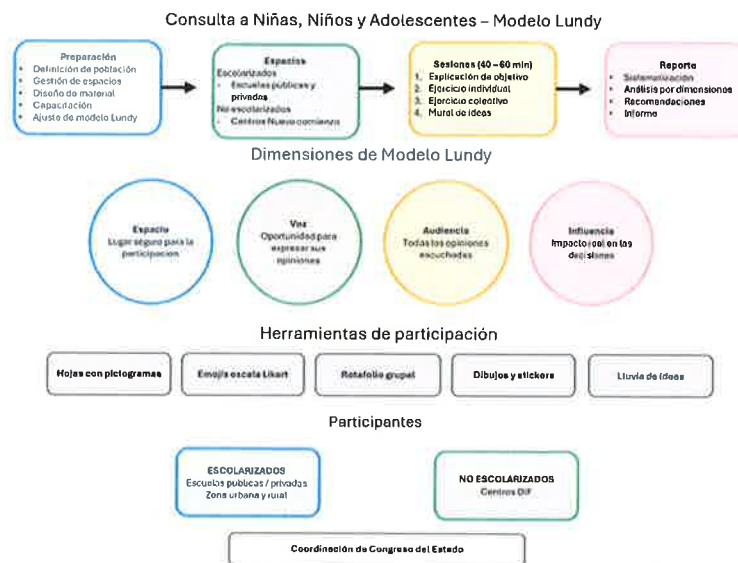 Consulta a Niñas, Niños y Adolescentes – Modelo Lundy
Preparación
• Definición de población
• Gestión de espacios
• Diseño de material
• Capacitación
• Ajuste de modelo Lundy
Espacios
Escolarizados
- Escuelas públicas y
privadas
No escolarizados
- Centros Nuevo comienzo
Sesiones (40 – 60 min)
1. Explicación de objetivo
2. Ejercicio individual
3. Ejercicio colectivo
4. Mural de ideas
Reporte
• Sistematización
• Análisis por dimensiones
• Recomendaciones
• Informe
Dimensiones de Modelo Lundy
Espacio
Lugar seguro para la
participación
Voz
Oportunidad para
expresar sus
opiniones
Audiencia
Todas las opiniones
escuchadas
Influencia
Impacto real en las
decisiones
Herramientas de participación
Hojas con pictogramas
Emojis escala Likart
Rotafolio grupal
Dibujos y stickers
Lluvia de ideas
Participantes
ESCOLARIZADOS
Escuelas publicas / privadas
Zona urbana y rural
NO ESCOLARIZADOS
Centros DIF
Coordinación de Congreso del Estado